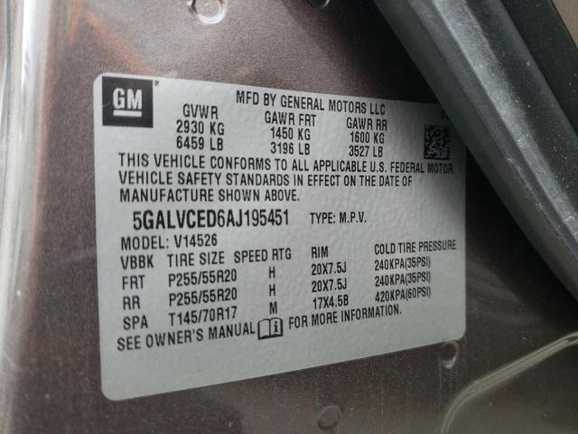 GM
MFD BY GENERAL MOTORS LLC
GVWR GAWR FRT GAWR RR
2930 KG 1450 KG 1600 KG
6459 LB 3196 LB 3527 LB
THIS VEHICLE CONFORMS TO ALL APPLICABLE U.S. FEDERAL MOTOR
VEHICLE SAFETY STANDARDS IN EFFECT ON THE DATE OF
MANUFACTURE SHOWN ABOVE.
5GALVCED6AJ195451 TYPE: M.P.V.
MODEL: V14526
VBBK TIRE SIZE SPEED RTG RIM COLD TIRE PRESSURE
FRT P255/55R20 H 20X7.5J 240KPA(35PSI)
RR P255/55R20 H 20X7.5J 240KPA(35PSI)
SPA T145/70R17 M 17X4.5B 420KPA(60PSI)
SEE OWNER'S MANUAL FOR MORE INFORMATION.